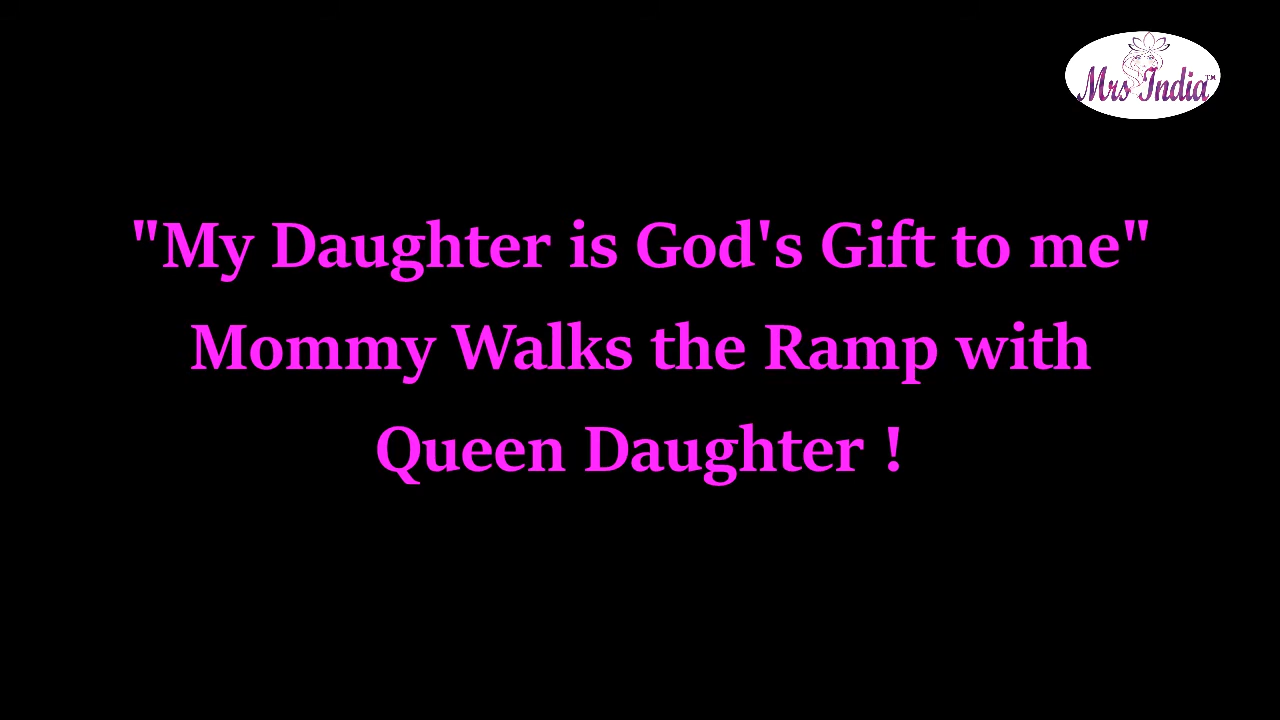 Mrs India™
"My Daughter is God's Gift to me"
Mommy Walks the Ramp with
Queen Daughter !